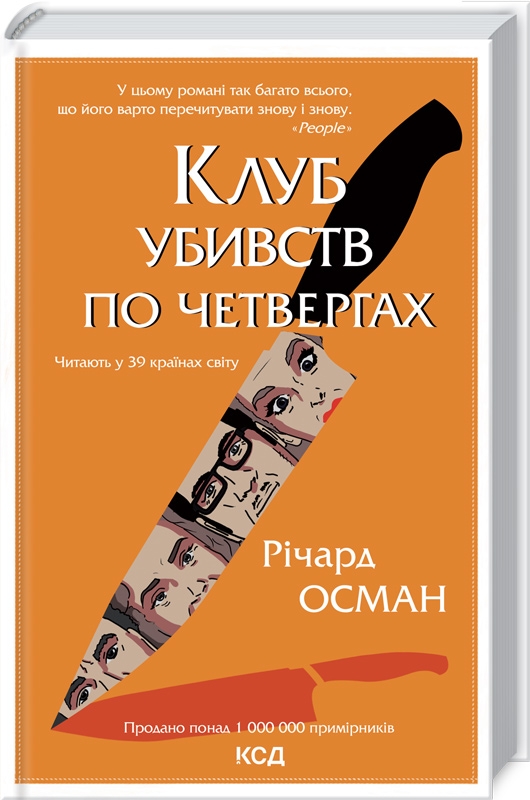 У цьому романі так багато всього,
що його варто перечитувати знову і знову.
«People»
Клуб
убивств
по четвергах
Читають у 39 країнах світу
Річард
ОСМАН
Продано понад 1 000 000 примірників
КСД